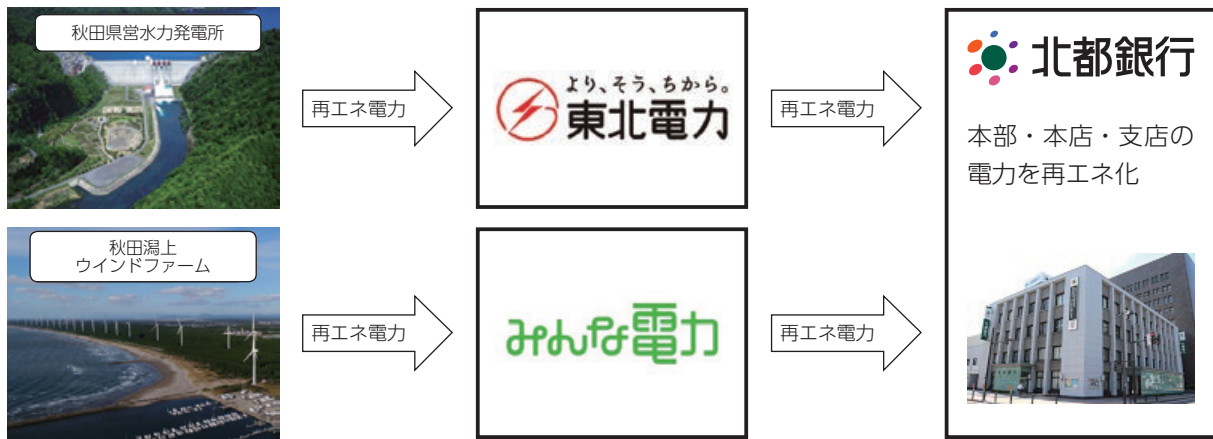 秋田県営水力発電所
再エネ電力
より、そう、ちから。
東北電力
再エネ電力
北都銀行
本部・本店・支店の
電力を再エネ化
秋田潟上
ウインドファーム
再エネ電力
みんな電力
再エネ電力